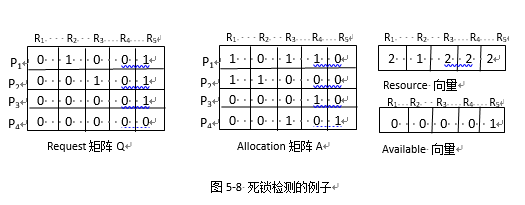 R1 R2 R3 R4 R5
P1 0 1 0 0 1
P2 0 0 1 0 1
P3 0 0 0 0 1
P4 0 0 0 0 0
Request 矩阵 Q
R1 R2 R3 R4 R5
P1 1 0 1 1 0
P2 1 1 0 0 0
P3 0 0 0 1 0
P4 0 0 1 0 1
Allocation 矩阵 A
R1 R2 R3 R4 R5
2 1 2 2 2
Resource 向量
R1 R2 R3 R4 R5
0 0 0 0 1
Available 向量
图 5-8 死锁检测的例子